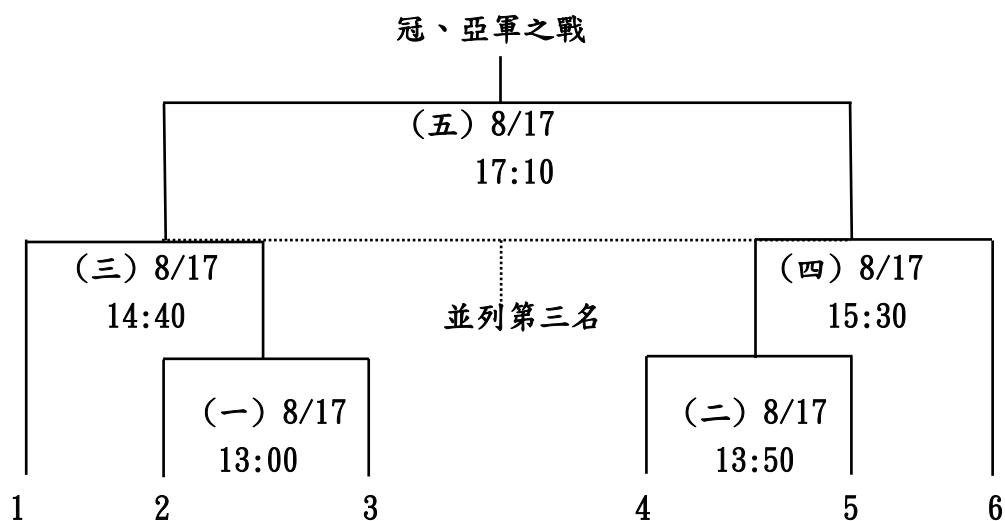 冠、亞軍之戰
(五) 8/17
17:10
(三) 8/17
14:40
並列第三名
(四) 8/17
15:30
(一) 8/17
13:00
(二) 8/17
13:50
1 2 3 4 5 6